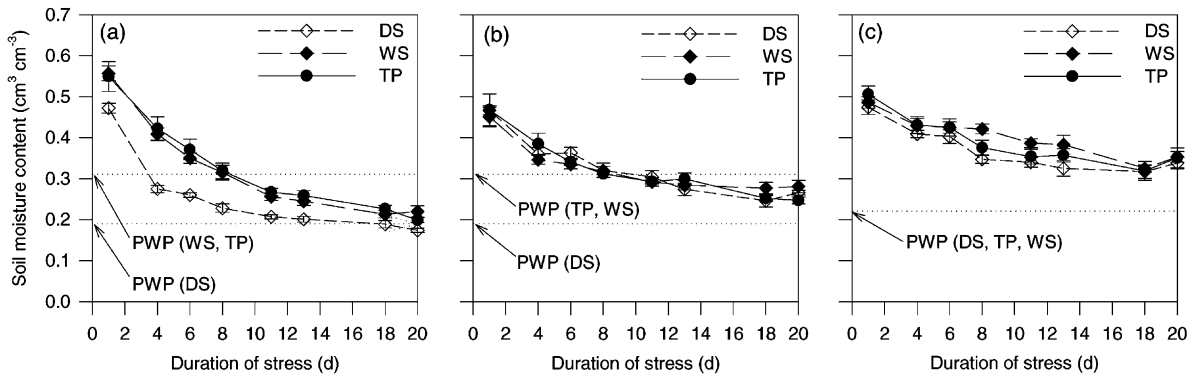 Soil moisture content (cm³ cm⁻³)
0.7
0.6
0.5
0.4
0.3
0.2
0.1
0.0
(a)
DS
WS
TP
PWP (WS, TP)
PWP (DS)
0 2 4 6 8 10 12 14 16 18 20
Duration of stress (d)
(b)
DS
WS
TP
PWP (TP, WS)
PWP (DS)
0 2 4 6 8 10 12 14 16 18 20
Duration of stress (d)
(c)
DS
WS
TP
PWP (DS, TP, WS)
0 2 4 6 8 10 12 14 16 18 20
Duration of stress (d)